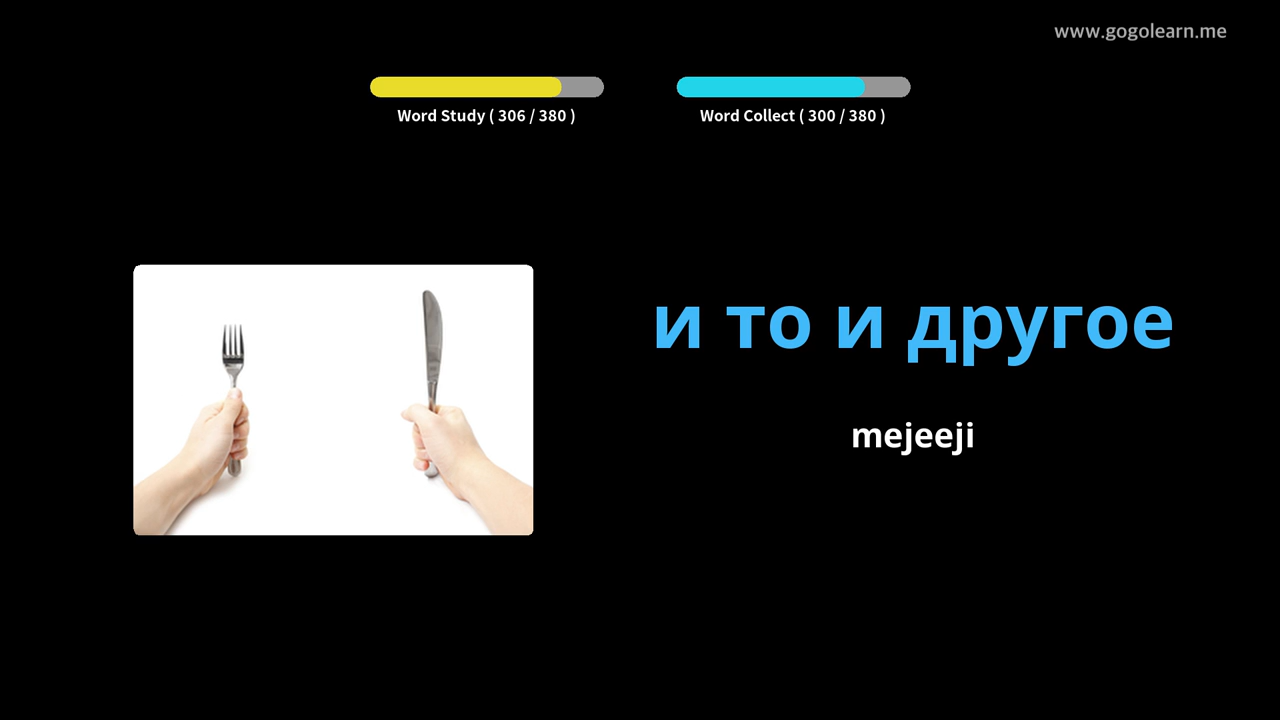 www.gogolearn.me
Word Study ( 306 / 380 )
Word Collect ( 300 / 380 )
и то и другое
mejeeji